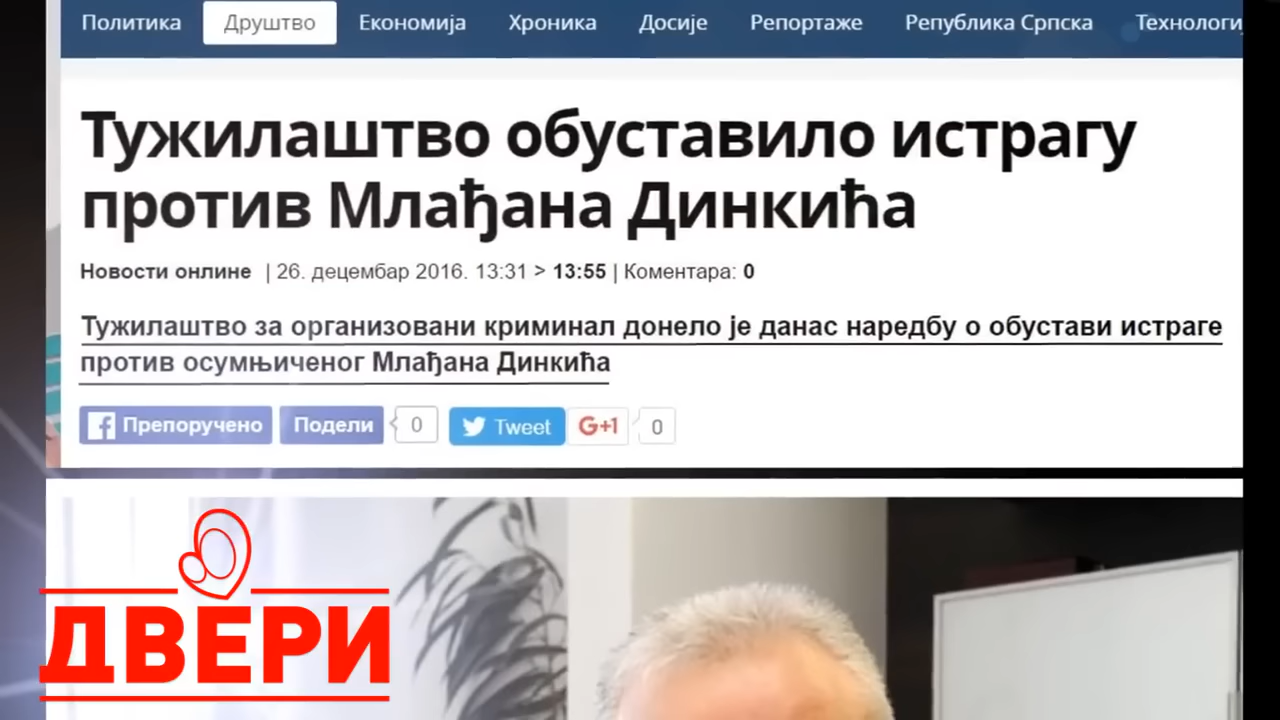 Политика Друштво Економија Хроника Досије Репортаже Република Српска Технологиј
Тужилаштво обуставило истрагу
против Млађана Динкића
Новости онлине | 26. децембар 2016. 13:31 > 13:55 | Коментара: 0
Тужилаштво за организовани криминал донело је данас наредбу о обустави истраге
против осумњиченог Млађана Динкића
Препоручено Подели 0 Tweet G+1 0
ДВЕРИ